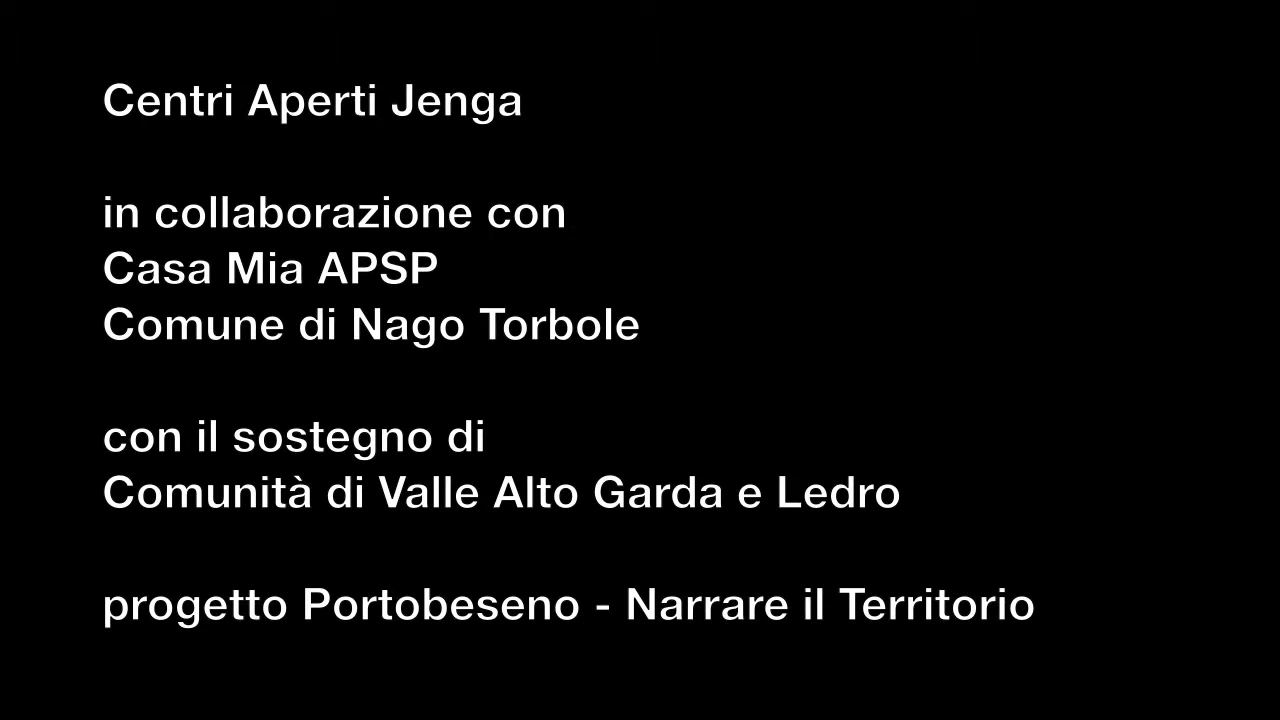 Centri Aperti Jenga
in collaborazione con
Casa Mia APSP
Comune di Nago Torbole
con il sostegno di
Comunità di Valle Alto Garda e Ledro
progetto Portobeseno - Narrare il Territorio